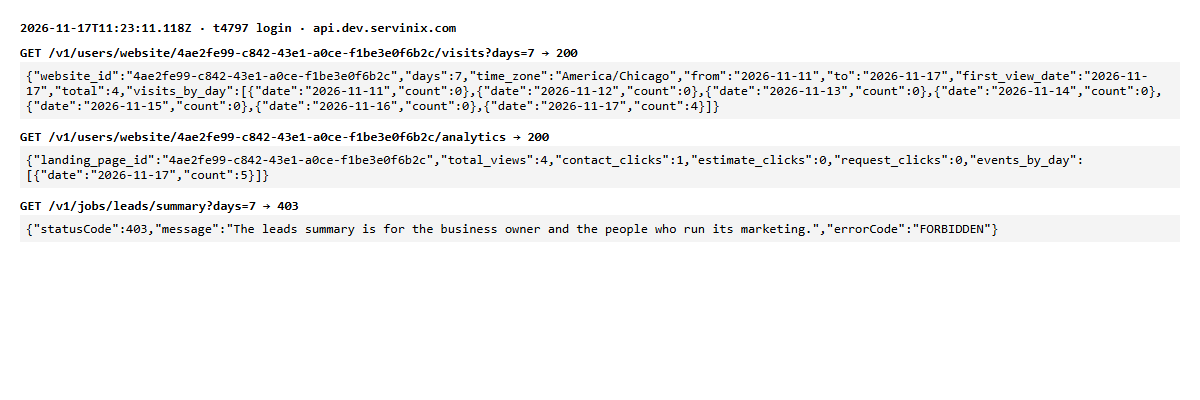 2026-11-17T11:23:11.118Z · t4797 login · api.dev.servinix.com
GET /v1/users/website/4ae2fe99-c842-43e1-a0ce-f1be3e0f6b2c/visits?days=7 → 200
{"website_id":"4ae2fe99-c842-43e1-a0ce-f1be3e0f6b2c","days":7,"time_zone":"America/Chicago","from":"2026-11-11","to":"2026-11-17","first_view_date":"2026-11-
17","total":4,"visits_by_day":[{"date":"2026-11-11","count":0},{"date":"2026-11-12","count":0},{"date":"2026-11-13","count":0},{"date":"2026-11-14","count":0},
{"date":"2026-11-15","count":0},{"date":"2026-11-16","count":0},{"date":"2026-11-17","count":4}]}
GET /v1/users/website/4ae2fe99-c842-43e1-a0ce-f1be3e0f6b2c/analytics → 200
{"landing_page_id":"4ae2fe99-c842-43e1-a0ce-f1be3e0f6b2c","total_views":4,"contact_clicks":1,"estimate_clicks":0,"request_clicks":0,"events_by_day":
[{"date":"2026-11-17","count":5}]}
GET /v1/jobs/leads/summary?days=7 → 403
{"statusCode":403,"message":"The leads summary is for the business owner and the people who run its marketing.","errorCode":"FORBIDDEN"}